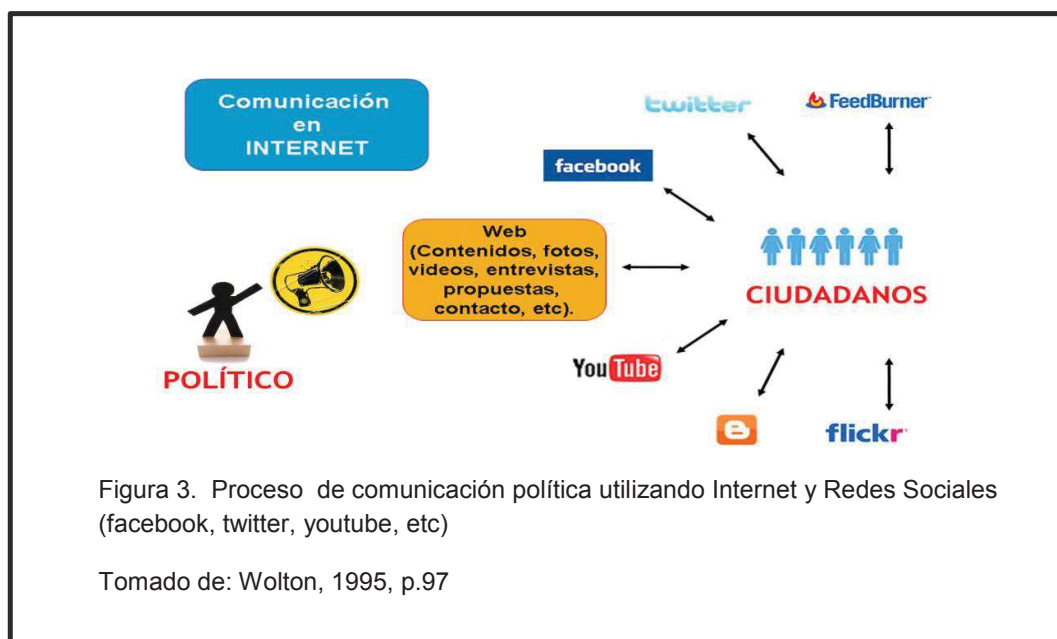 Comunicación
en
INTERNET
twitter
FeedBurner
facebook
Web
(Contenidos, fotos,
videos, entrevistas,
propuestas,
contacto, etc).
CIUDADANOS
POLÍTICO
YouTube
flickr
Figura 3. Proceso de comunicación política utilizando Internet y Redes Sociales
(facebook, twitter, youtube, etc)
Tomado de: Wolton, 1995, p.97